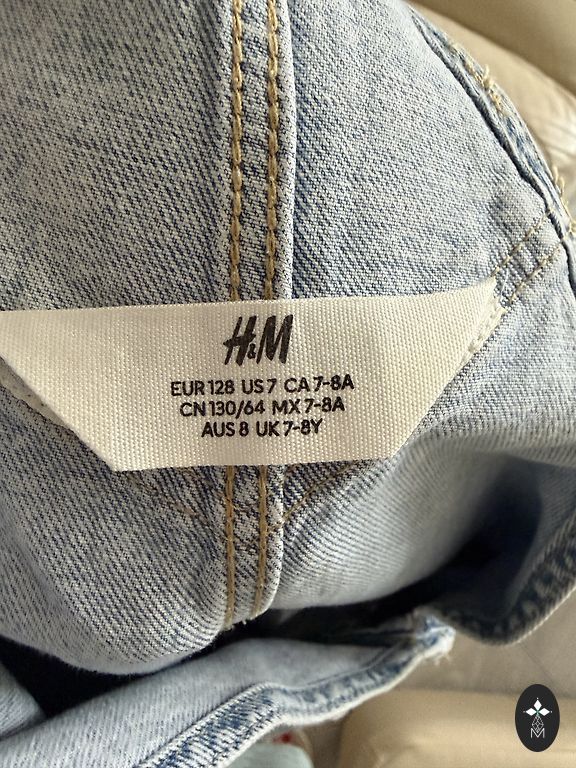 H&M
EUR 128 US 7 CA 7-8A
CN 130/64 MX 7-8A
AUS 8 UK 7-8Y
M